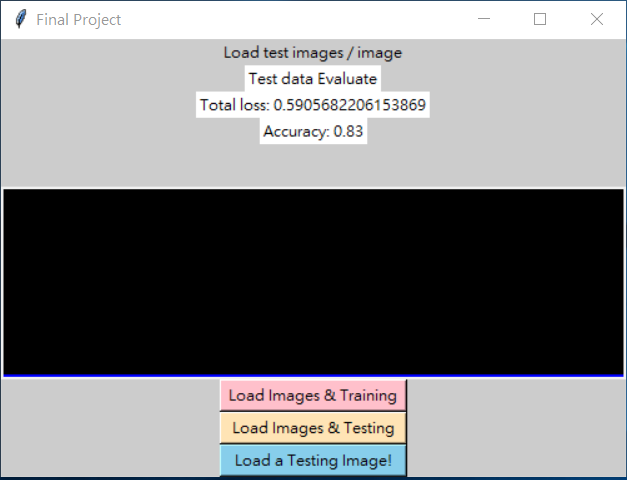 Final Project
Load test images / image
Test data Evaluate
Total loss: 0.5905682206153869
Accuracy: 0.83
Load Images & Training
Load Images & Testing
Load a Testing Image!